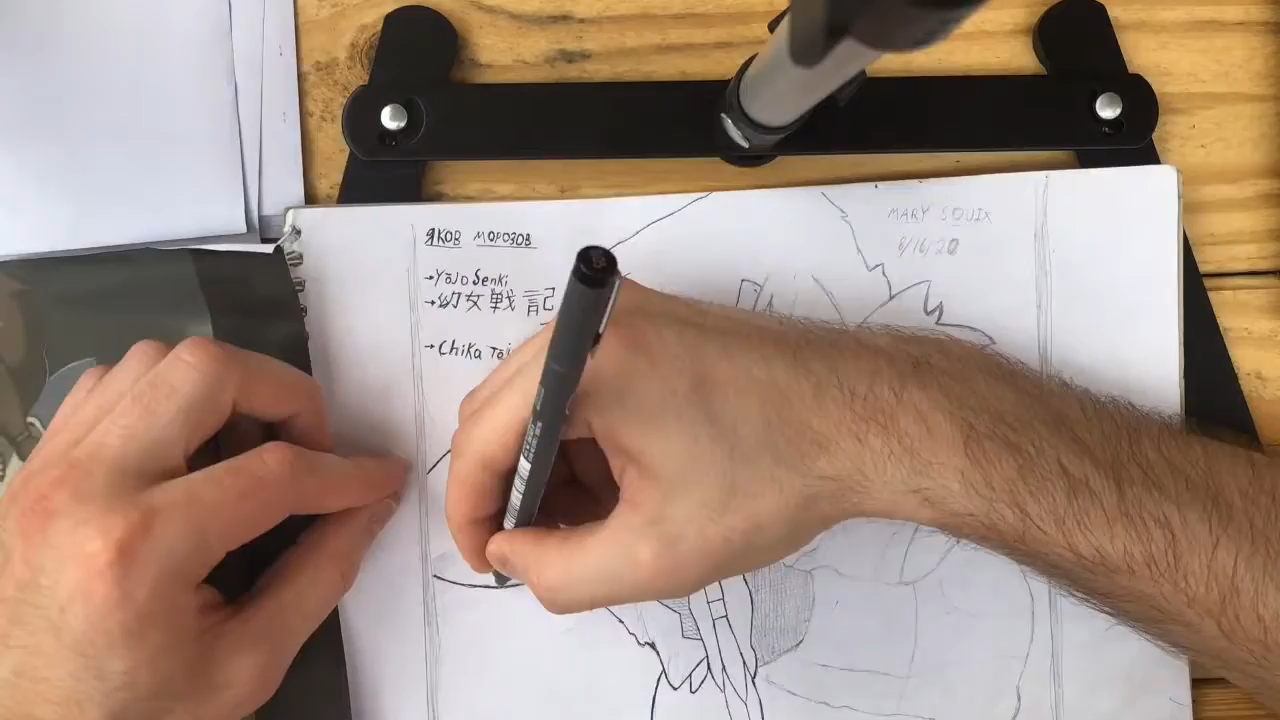 ЯКОВ МОРОЗОВ
→Yojo Senki
→幼女戦記
→Chika
MARY SQUIX
8/16/20